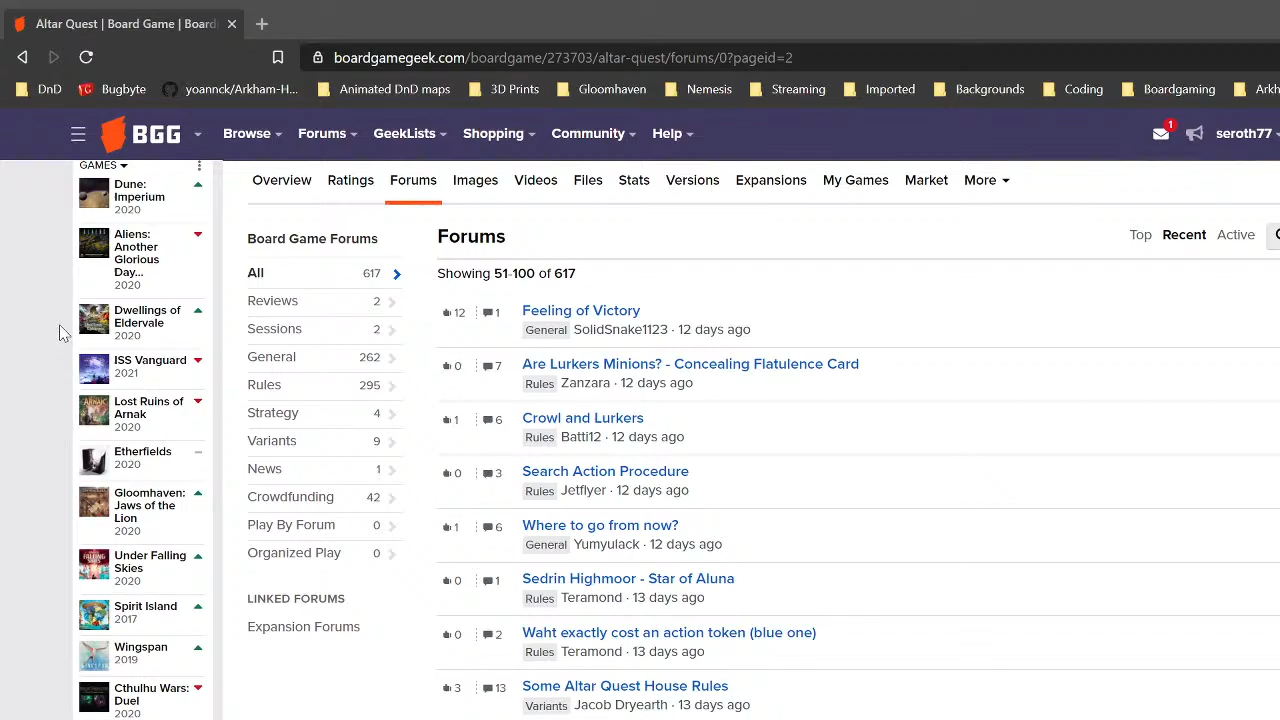 Altar Quest | Board Game | Board
boardgamegeek.com/boardgame/273703/altar-quest/forums/0?pageid=2
DnD Bugbyte yoannck/Arkham-H... Animated DnD maps 3D Prints Gloomhaven Nemesis Streaming Imported Backgrounds Coding Boardgaming Arkh
BGG Browse Forums GeekLists Shopping Community Help 1 seroth77
GAMES
Dune:
Imperium
2020
Aliens:
Another
Glorious
Day...
2020
Dwellings of
Eldervale
2020
ISS Vanguard
2021
Lost Ruins of
Arnak
2020
Etherfields
2020
Gloomhaven:
Jaws of the
Lion
2020
Under Falling
Skies
2020
Spirit Island
2017
Wingspan
2019
Cthulhu Wars:
Duel
2020
Overview Ratings Forums Images Videos Files Stats Versions Expansions My Games Market More
Board Game Forums
All 617
Reviews 2
Sessions 2
General 262
Rules 295
Strategy 4
Variants 9
News 1
Crowdfunding 42
Play By Forum 0
Organized Play 0
LINKED FORUMS
Expansion Forums
Forums
Top Recent Active
Showing 51-100 of 617
12 1 Feeling of Victory
General SolidSnake1123 · 12 days ago
0 7 Are Lurkers Minions? - Concealing Flatulence Card
Rules Zanzara · 12 days ago
1 6 Crowl and Lurkers
Rules Batti12 · 12 days ago
0 3 Search Action Procedure
Rules Jetflyer · 12 days ago
1 6 Where to go from now?
General Yumyulack · 12 days ago
0 1 Sedrin Highmoor - Star of Aluna
Rules Teramond · 13 days ago
0 2 Waht exactly cost an action token (blue one)
Rules Teramond · 13 days ago
3 13 Some Altar Quest House Rules
Variants Jacob Dryearth · 13 days ago